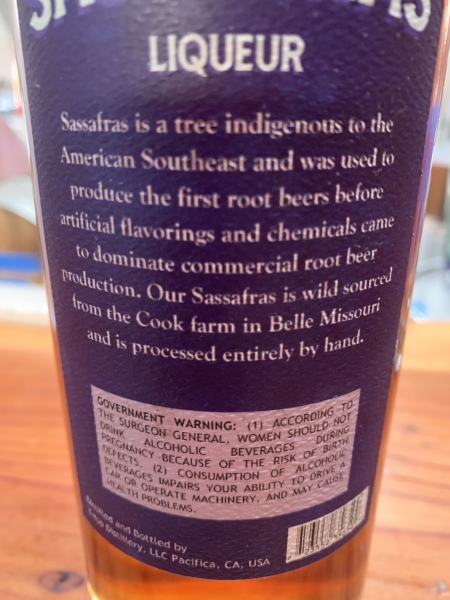 LIQUEUR
Sassafras is a tree indigenous to the
American Southeast and was used to
produce the first root beers before
artificial flavorings and chemicals came
to dominate commercial root beer
production. Our Sassafras is wild sourced
from the Cook farm in Belle Missouri
and is processed entirely by hand.
GOVERNMENT WARNING: (1) ACCORDING TO
THE SURGEON GENERAL, WOMEN SHOULD NOT
DRINK ALCOHOLIC BEVERAGES DURING
PREGNANCY BECAUSE OF THE RISK OF BIRTH
DEFECTS. (2) CONSUMPTION OF ALCOHOLIC
BEVERAGES IMPAIRS YOUR ABILITY TO DRIVE A
CAR OR OPERATE MACHINERY, AND MAY CAUSE
HEALTH PROBLEMS.
Distilled and Bottled by
Distillery, LLC Pacifica, CA, USA